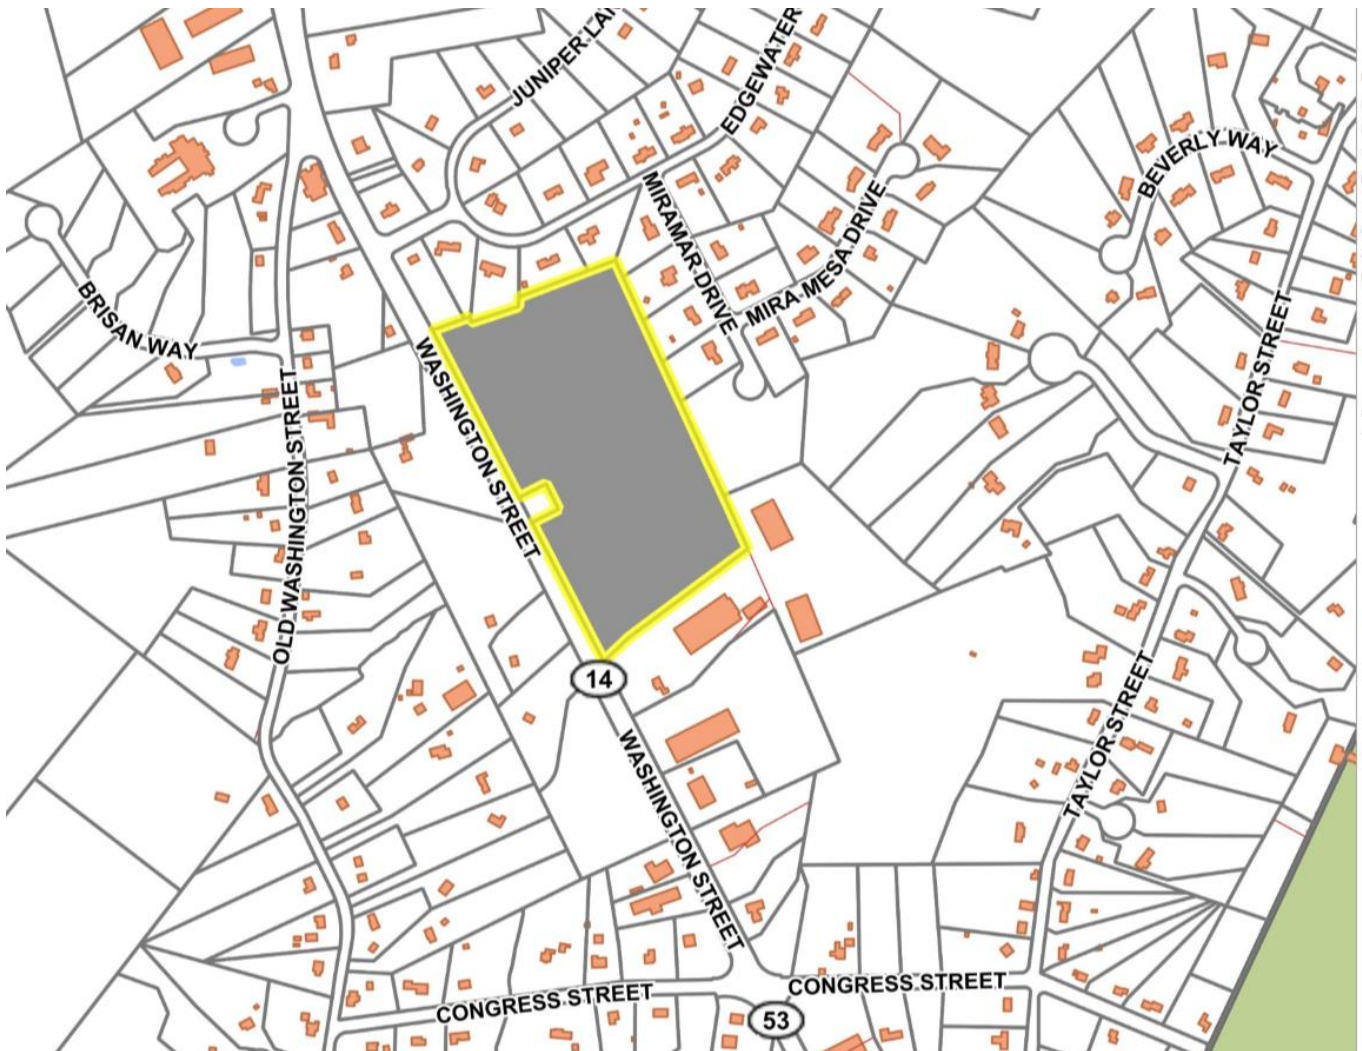 JUNIPER LA
EDGEWATER
BEVERLY WAY
MIRAMAR DRIVE
MIRA MESA DRIVE
BRISAN WAY
WASHINGTON STREET
TAYLOR STREET
OLD WASHINGTON STREET
14
WASHINGTON STREET
TAYLOR STREET
CONGRESS STREET
CONGRESS STREET
53